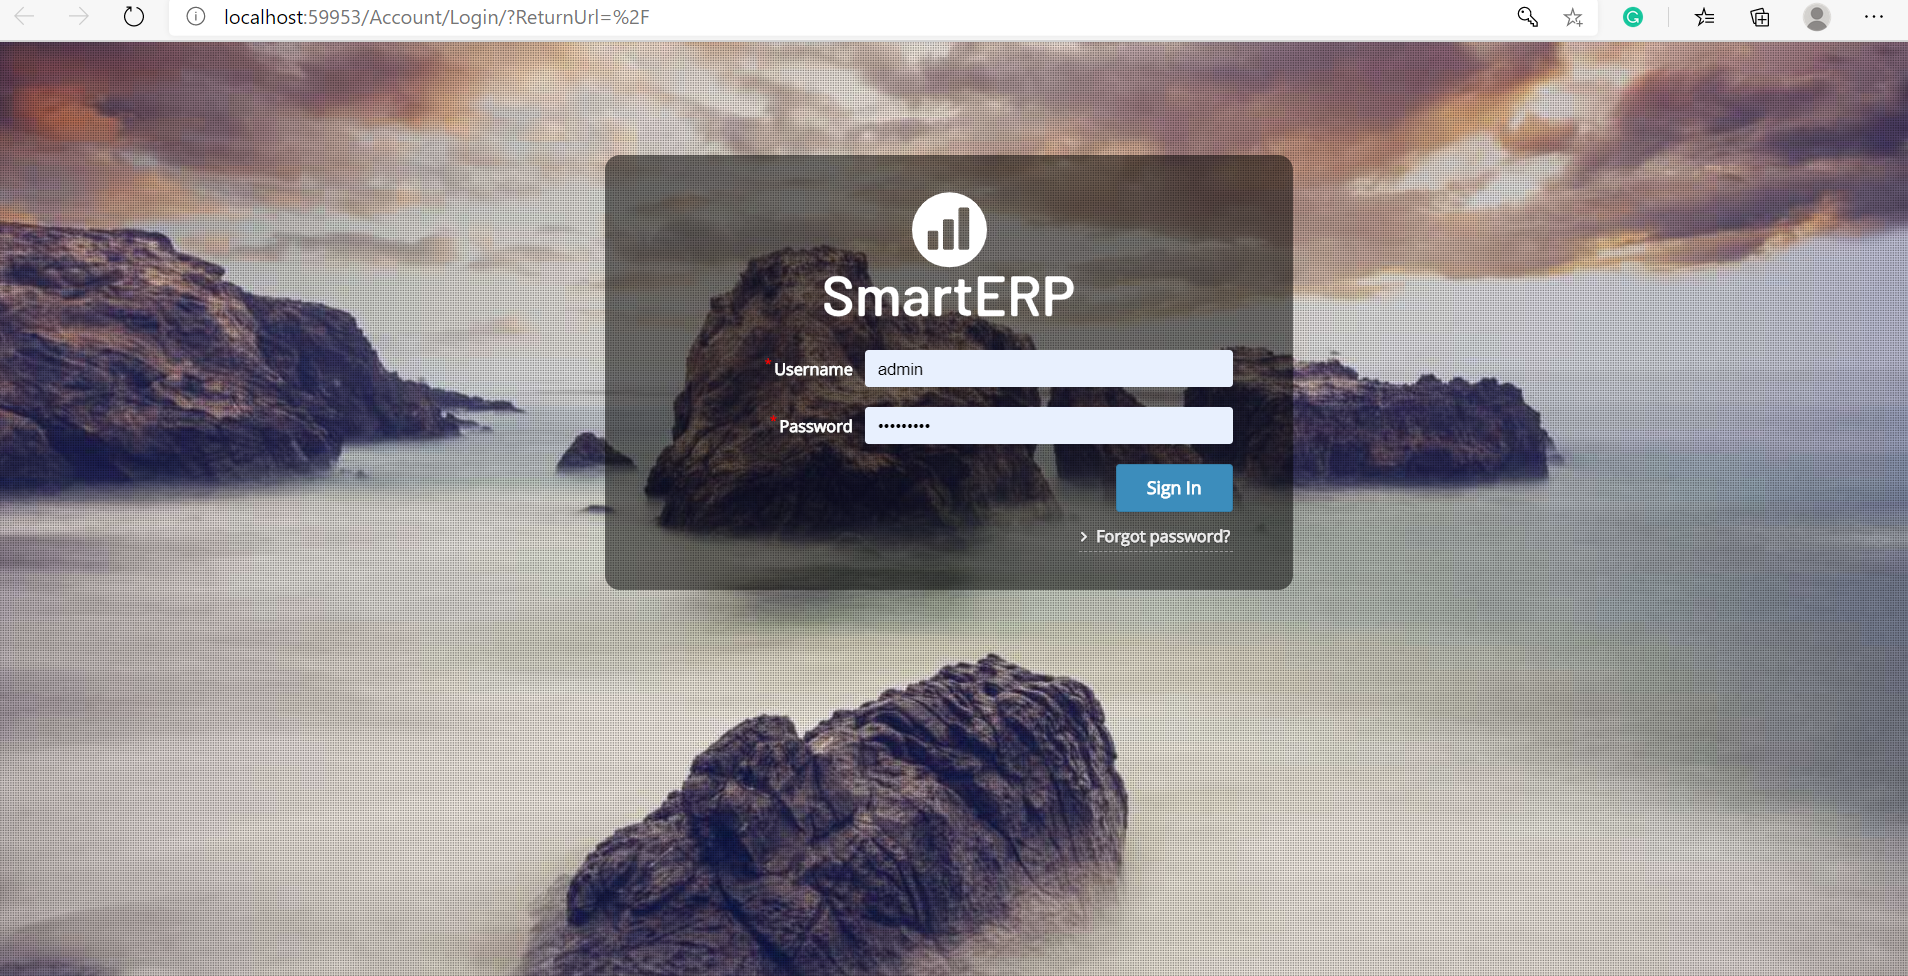 localhost:59953/Account/Login/?ReturnUrl=%2F
SmartERP
*Username admin
*Password •••••••••
Sign In
> Forgot password?